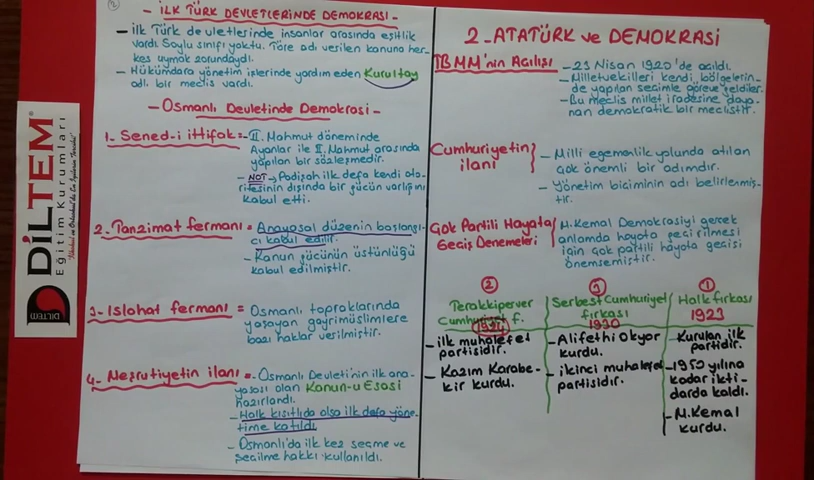 2
- İLK TÜRK DEVLETLERİNDE DEMOKRASİ -
- ilk Türk devletlerinde insanlar arasında eşitlik
vardı Soylu sınıfı yoktu. Töre adı verilen kanuna her-
kes uymak zorundaydı.
- Hükümdara yönetim işlerinde yardım eden Kurultay
adlı bir meclis vardı.
- Osmanlı Devletinde Demokrasi -
1- Sened-i ittifak =
- II. Mahmut döneminde
Ayanlar ile II. Mahmut arasında
yapılan bir sözleşmedir.
- NOT → Padişah ilk defa kendi oto-
ritesinin dışında bir gücün varlığını
kabul etti.
2- Tanzimat fermanı =
Anayasal düzenin başlangı-
cı kabul edilir.
- Kanun gücünün üstünlüğü
kabul edilmiştir.
3- Islahat fermanı =
Osmanlı topraklarında
yaşayan gayrimüslimlere
bazı haklar verilmiştir.
4- Meşrutiyetin ilanı =
- Osmanlı Devleti'nin ilk ana-
yasası olan Kanun-u Esasi
hazırlandı.
- Halk kısıtlıda olsa ilk defa yöne-
time katıldı
- Osmanlı'da ilk kez seçme ve
seçilme hakkı kullanıldı.
2-ATATÜRK ve DEMOKRASİ
TBMM'nin Açılışı
- 23 Nisan 1920'de açıldı.
- Milletvekilleri kendi bölgelerin-
de yapılan seçimle göreve geldiler.
- Bu meclis millet iradesine daya-
nan demokratik bir meclistir.
Cumhuriyetin
ilanı
- Milli egemenlik yolunda atılan
çok önemli bir adımdır.
- Yönetim biçiminin adı belirlenmiş-
tir.
Çok Partili Hayata
Geçiş Denemeleri
M.Kemal Demokrasiyi gerçek
anlamda hayata geçirilmesi
için çok partili hayata geçişi
önemsemiştir.
2
Terakkiperver
Cumhuriyet f.
1924
- ilk muhalefet
partisidir.
- Kazım Karabe-
kir kurdu.
3
Serbest Cumhuriyet
fırkası
1930
- Alifethi Okyar
kurdu.
- ikinci muhalefet
partisidir.
1
Halk fırkası
1923
- Kurulan ilk
partidir.
- 1950 yılına
kadar ikti-
darda kaldı.
- M.Kemal
kurdu.
DİLTEM
Eğitim Kurumları
DİLTEM